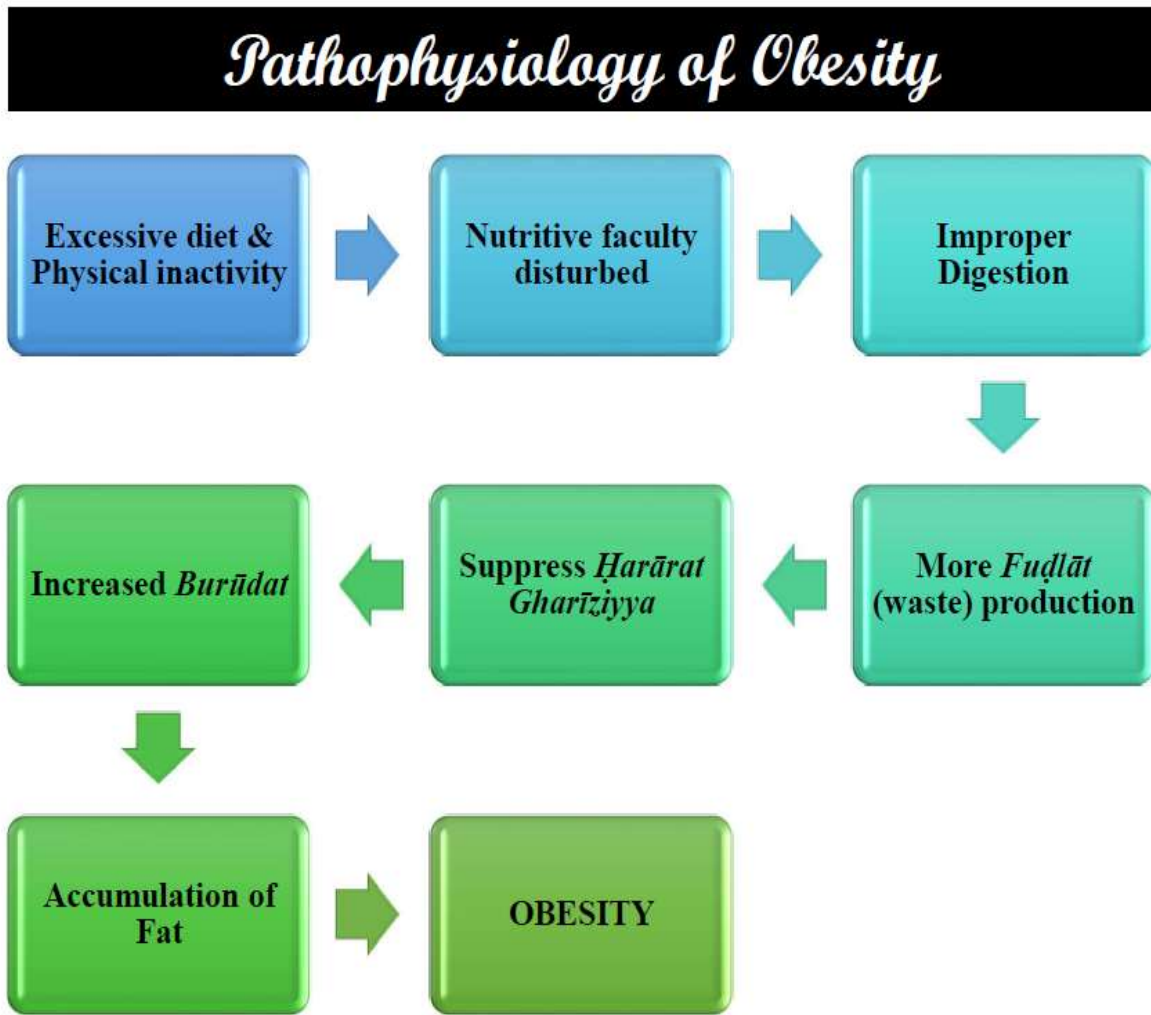 Pathophysiology of Obesity
Excessive diet &
Physical inactivity
Nutritive faculty
disturbed
Improper
Digestion
More Fuḍlāt
(waste) production
Suppress Ḥarārat
Gharīziyya
Increased Burūdat
Accumulation of
Fat
OBESITY